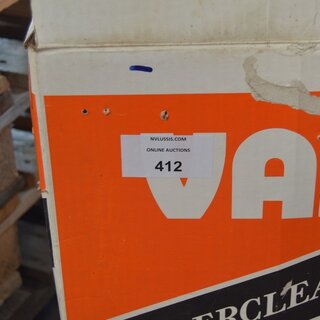 NVLUSSIS.COM
ONLINE AUCTIONS
412
VA
ERCLEA